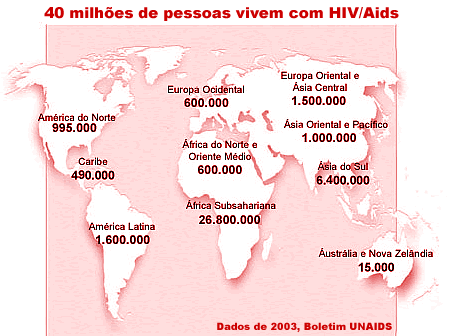 40 milhões de pessoas vivem com HIV/Aids
Europa Oriental e
Ásia Central
1.500.000
Europa Ocidental
600.000
América do Norte
995.000
Ásia Oriental e Pacífico
1.000.000
África do Norte e
Oriente Médio
600.000
Caribe
490.000
Ásia do Sul
6.400.000
África Subsahariana
26.800.000
América Latina
1.600.000
Áustrália e Nova Zelândia
15.000
Dados de 2003, Boletim UNAIDS